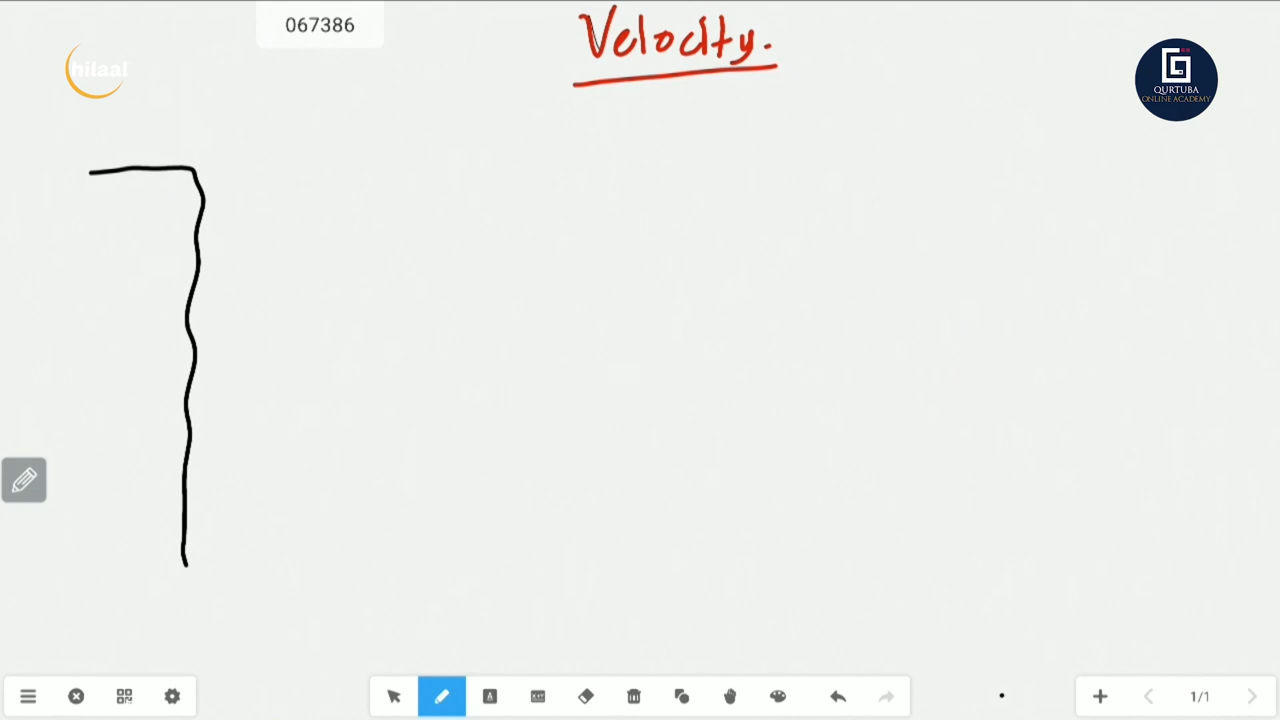 067386
Velocity.
hilaal
QURTUBA
ONLINE ACADEMY
1/1